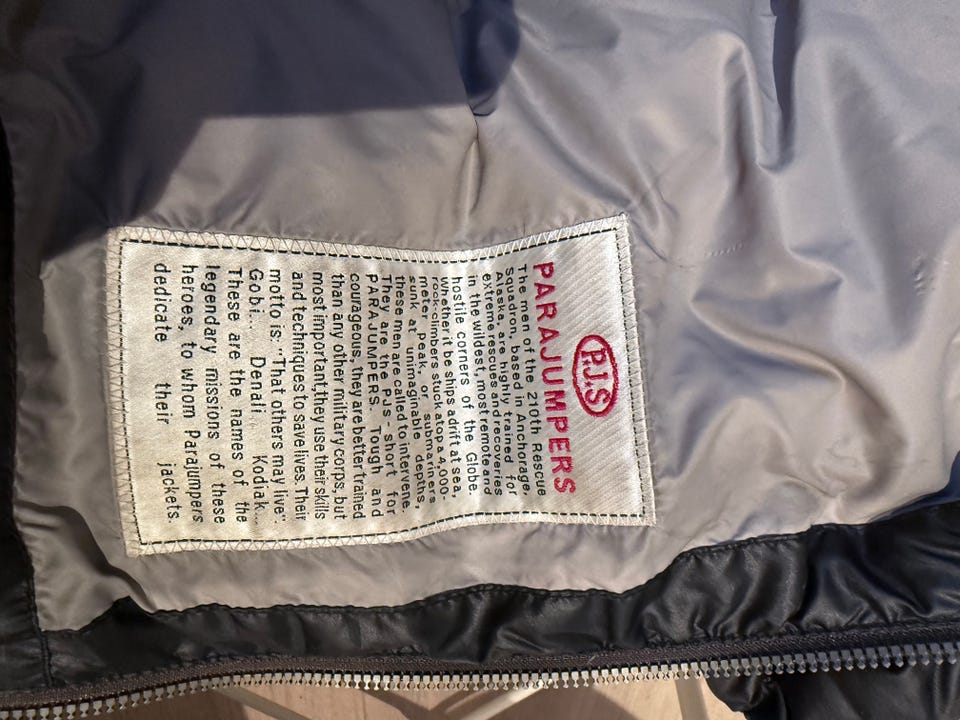 P.J.S
PARAJUMPERS
The men of the 210th Rescue
Squadron, based in Anchorage,
Alaska, are highly trained for
extreme rescues and recoveries
in the wildest, most remote and
hostile corners of the Globe.
Whether it be ships adrift at sea,
rock-climbers stuck atop a 4,000-
meter peak, or submariners
sunk at unimaginable depths,
these men are called to intervene.
They are the PJS - short for
PARAJUMPERS. Tough and
courageous, they are better trained
than any other military corps, but
most important,they use their skills
and techniques to save lives. Their
motto is: "That others may live":
Gobi... Denali... Kodiak...
These are the names of the
legendary missions of these
heroes, to whom Parajumpers
dedicate their jackets.